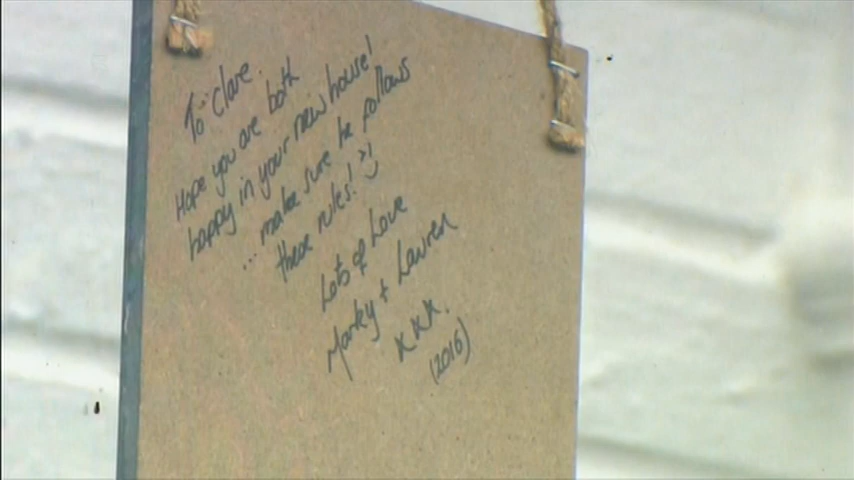 To Clare
Hope you are both
happy in your new house!
... make sure he follows
these rules! :)
Lots of Love
Marky + Lauren
xxx.
(2016)